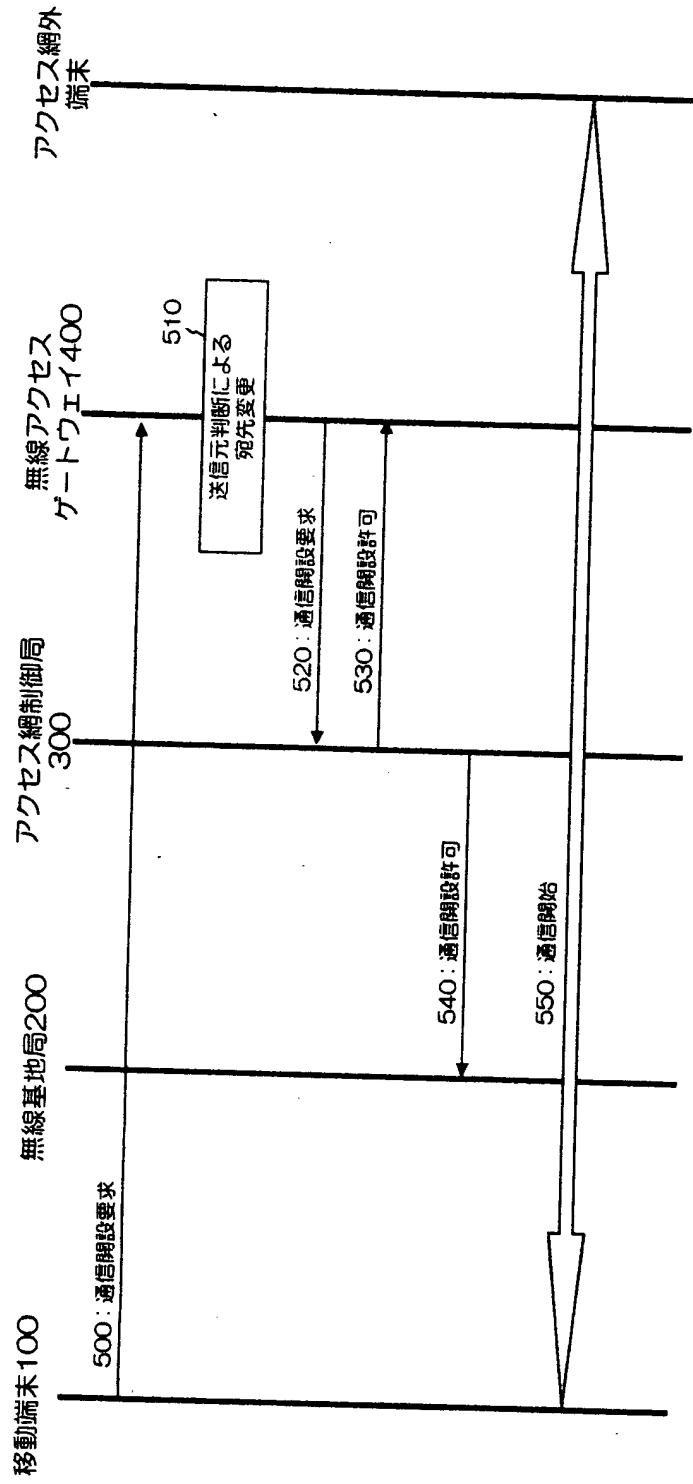 移動端末100
無線基地局200
アクセス網制御局
300
無線アクセス
ゲートウェイ400
アクセス網外
端末
500：通信開設要求
510
送信元判断による
宛先変更
520：通信開設要求
530：通信開設許可
540：通信開設許可
550：通信開始